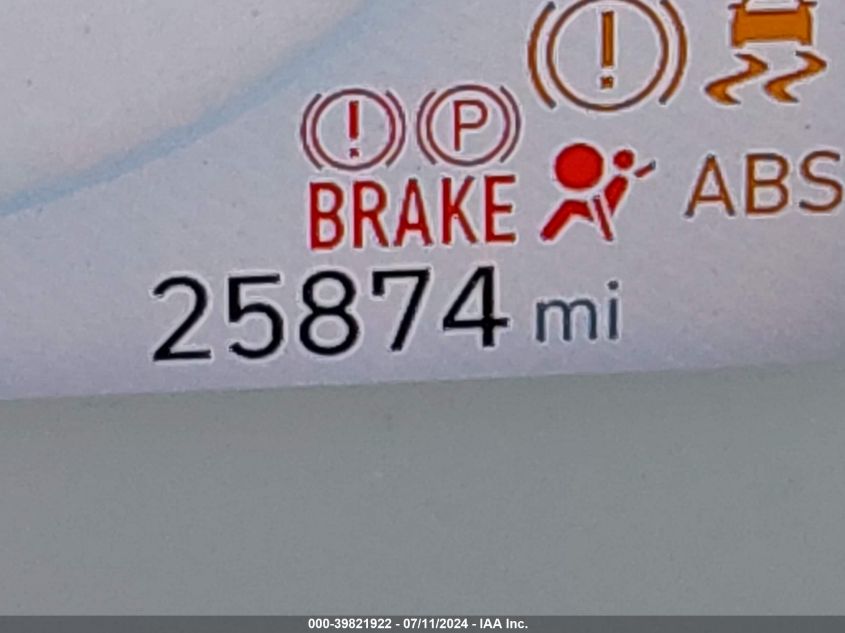 ! ! P
BRAKE ABS
25874 mi
000-39821922 - 07/11/2024 - IAA Inc.